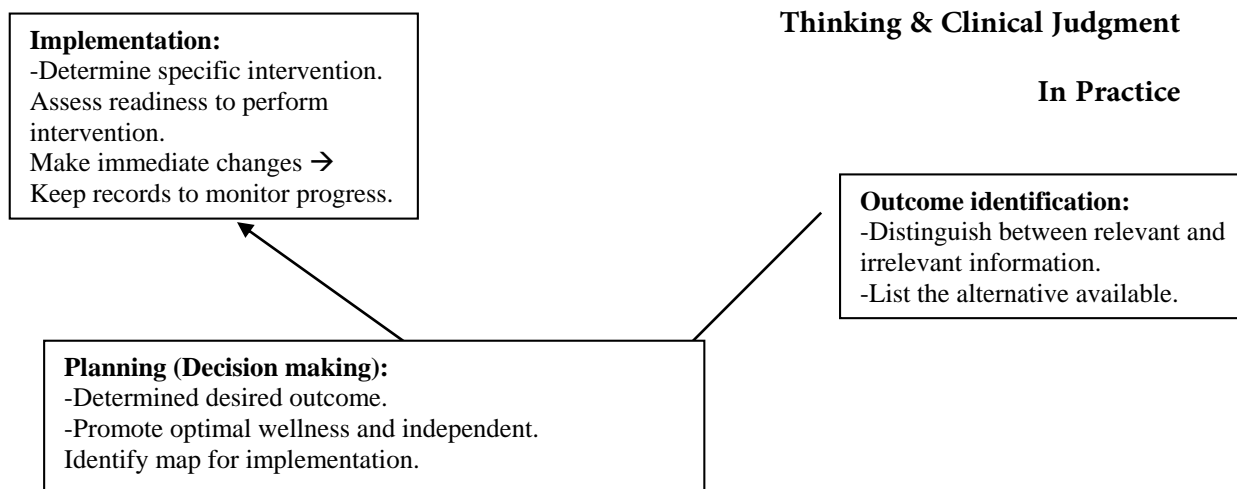 Thinking & Clinical Judgment
In Practice
Implementation:
-Determine specific intervention.
Assess readiness to perform
intervention.
Make immediate changes →
Keep records to monitor progress.
Outcome identification:
-Distinguish between relevant and
irrelevant information.
-List the alternative available.
Planning (Decision making):
-Determined desired outcome.
-Promote optimal wellness and independent.
Identify map for implementation.